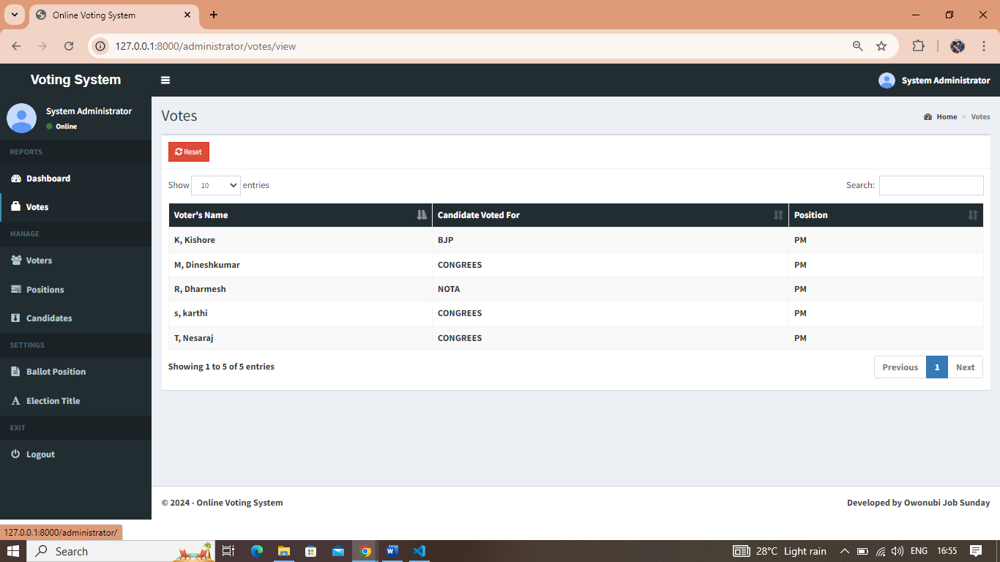 Online Voting System
127.0.0.1:8000/administrator/votes/view
Voting System
System Administrator
System Administrator
Online
REPORTS
Dashboard
Votes
MANAGE
Voters
Positions
Candidates
SETTINGS
Ballot Position
Election Title
EXIT
Logout
Votes
Home > Votes
Reset
Show 10 entries
Search:
Voter's Name Candidate Voted For Position
K, Kishore BJP PM
M, Dineshkumar CONGREES PM
R, Dharmesh NOTA PM
s, karthi CONGREES PM
T, Nesaraj CONGREES PM
Showing 1 to 5 of 5 entries
Previous 1 Next
© 2024 - Online Voting System
Developed by Owonubi Job Sunday
127.0.0.1:8000/administrator/
Search
28°C Light rain
ENG
16:55